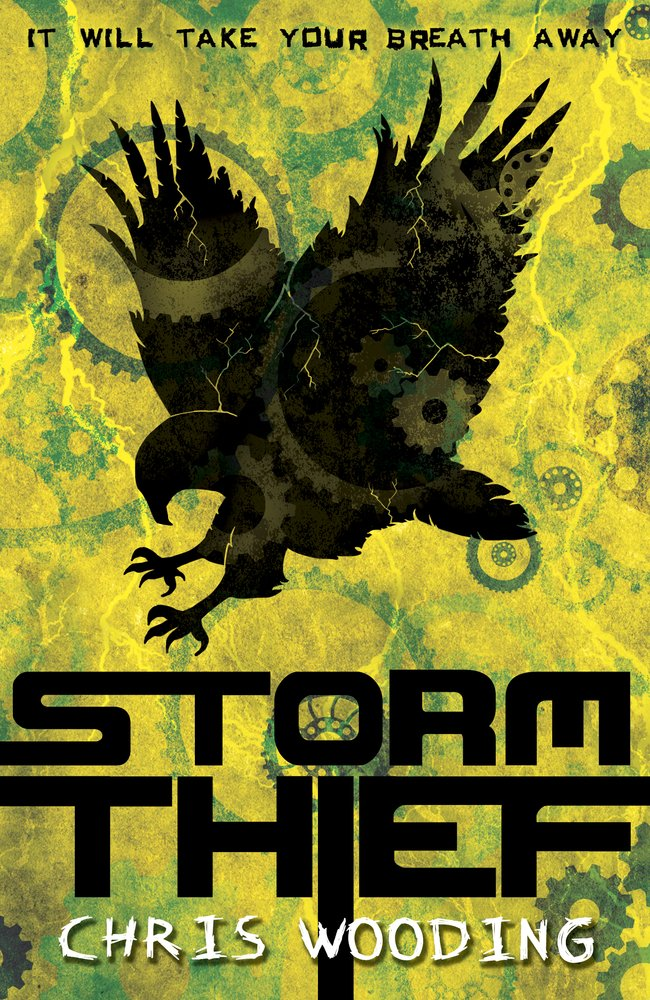 IT WILL TAKE YOUR BREATH AWAY
STORM
THIEF
CHRIS WOODING